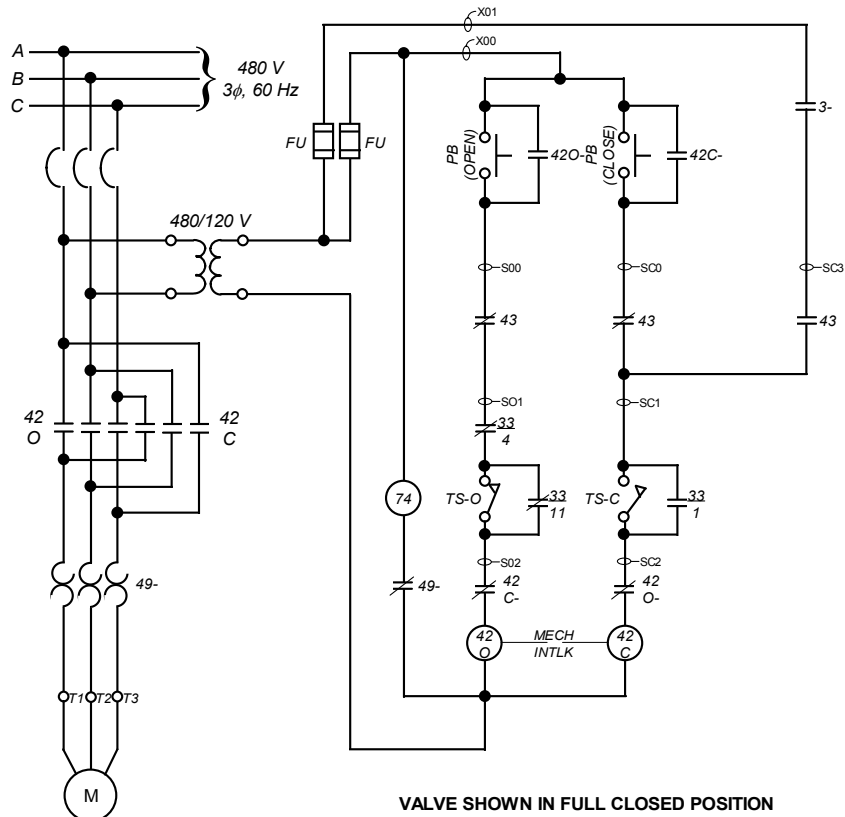 X01
X00
A
B
C
480 V
3ϕ, 60 Hz
FU
FU
PB
(OPEN)
42O-
PB
(CLOSE)
42C-
3-
480/120 V
S00
SC0
SC3
43
43
43
SO1
SC1
42
O
42
C
33
4
74
TS-O
33
11
TS-C
33
1
49-
49-
S02
SC2
42
C-
42
O-
42
O
MECH
INTLK
42
C
T1
T2
T3
M
VALVE SHOWN IN FULL CLOSED POSITION